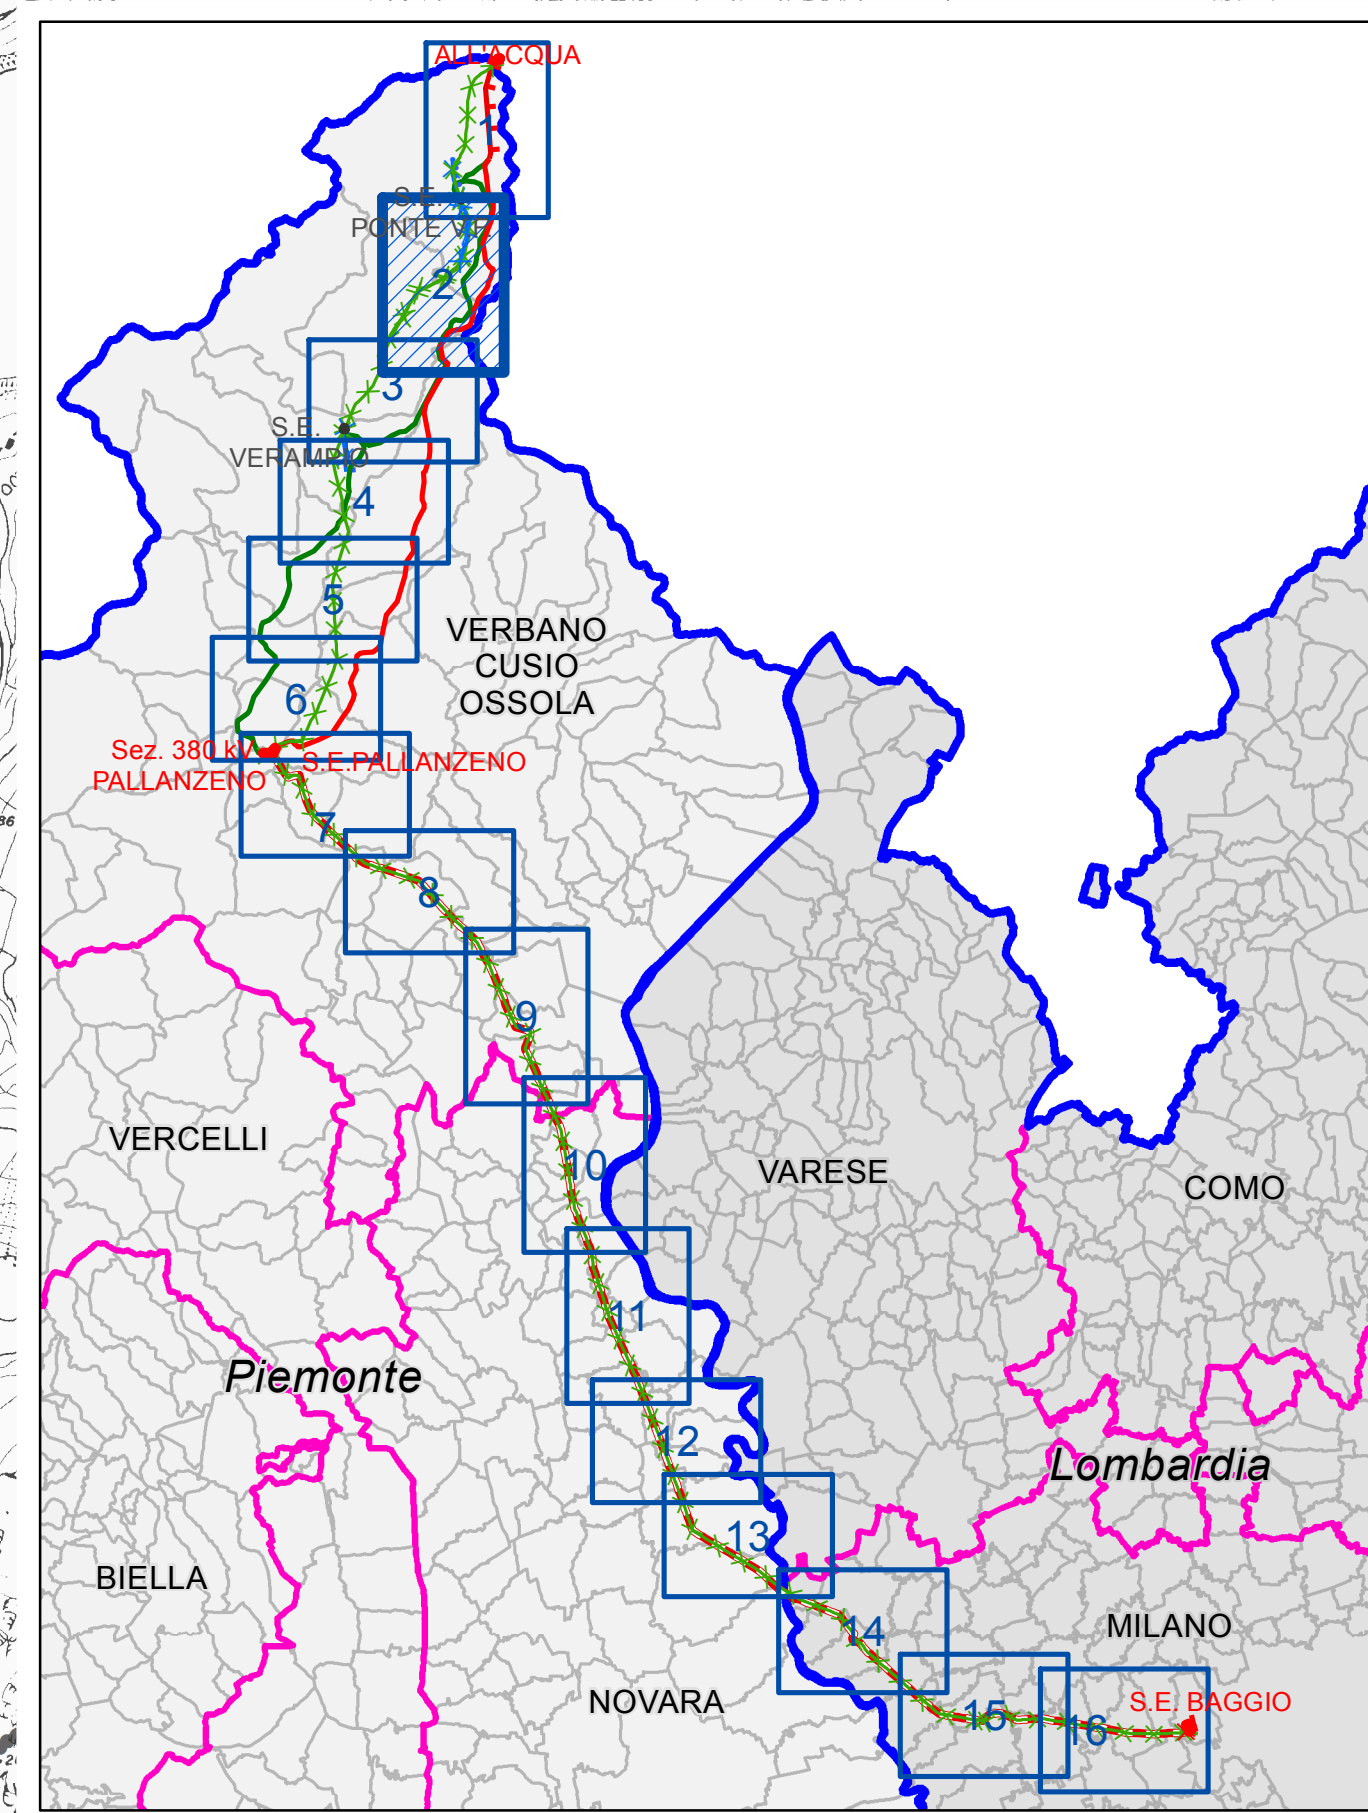 ALL'ACQUA
1
S.E.
PONTE V.F.
2
3
S.E.
VERAMPIO
4
5
VERBANO
CUSIO
OSSOLA
6
Sez. 380 kV
PALLANZENO
S.E.PALLANZENO
7
8
9
VERCELLI
10
VARESE
COMO
11
Piemonte
12
Lombardia
13
BIELLA
14
MILANO
NOVARA
15
S.E. BAGGIO
16